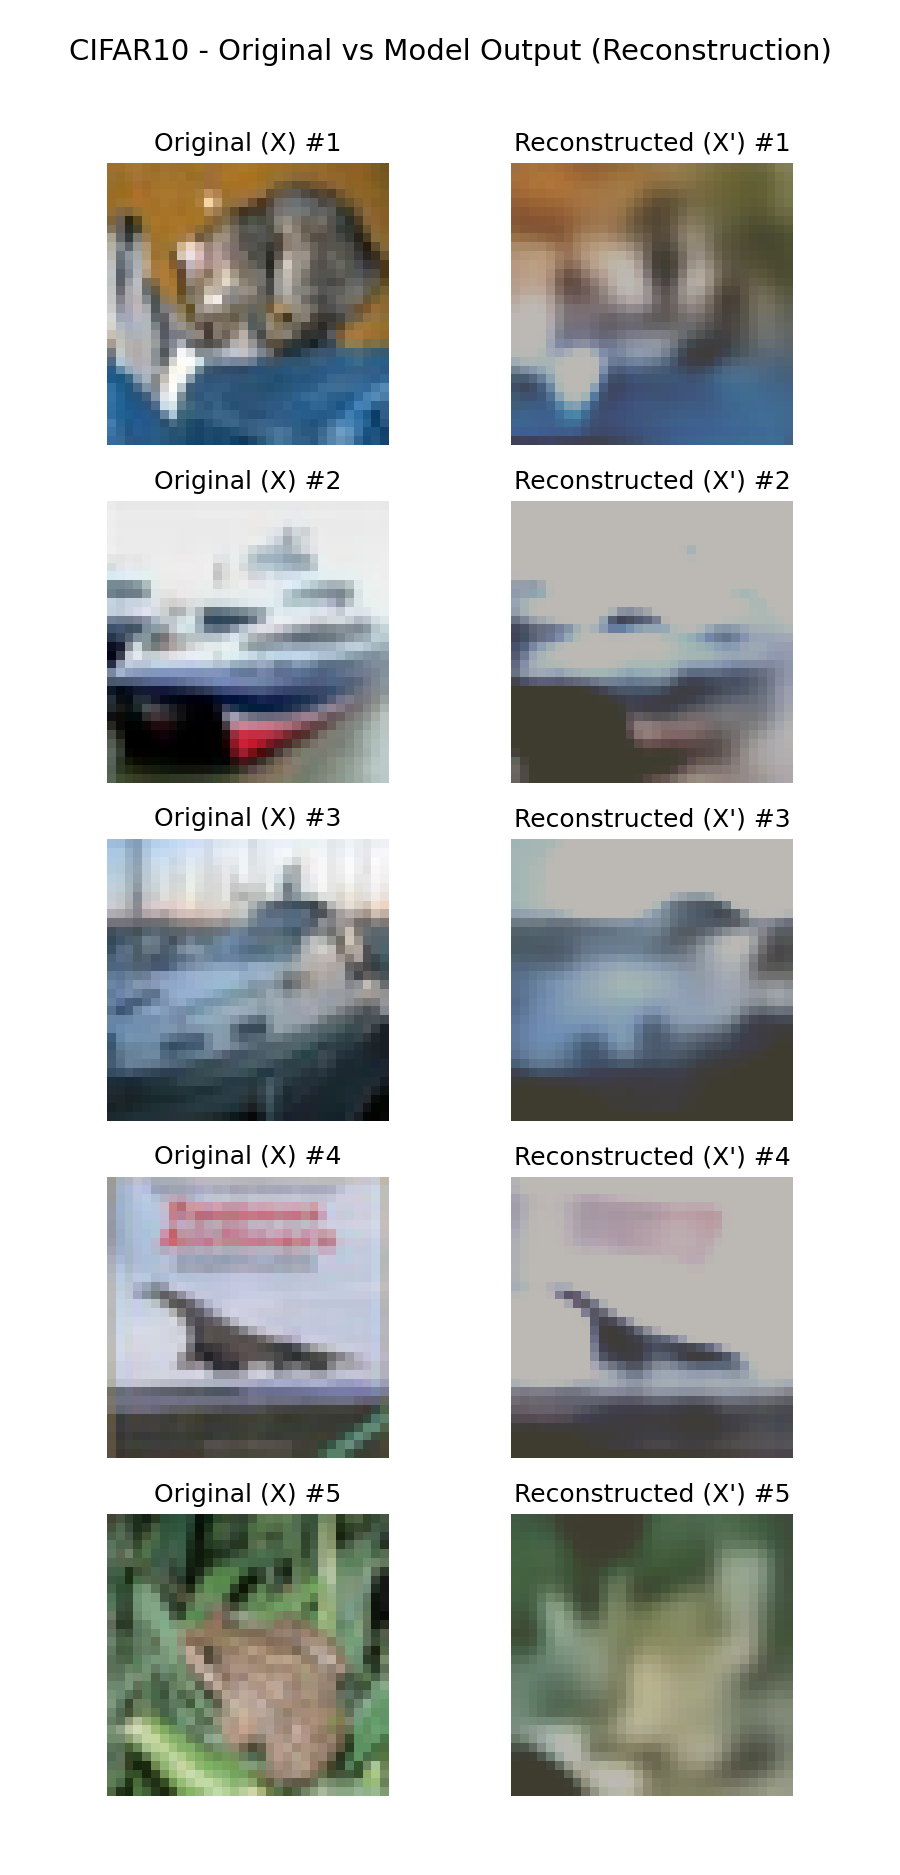 CIFAR10 - Original vs Model Output (Reconstruction)
Original (X) #1
Reconstructed (X') #1
Original (X) #2
Reconstructed (X') #2
Original (X) #3
Reconstructed (X') #3
Original (X) #4
Reconstructed (X') #4
Original (X) #5
Reconstructed (X') #5